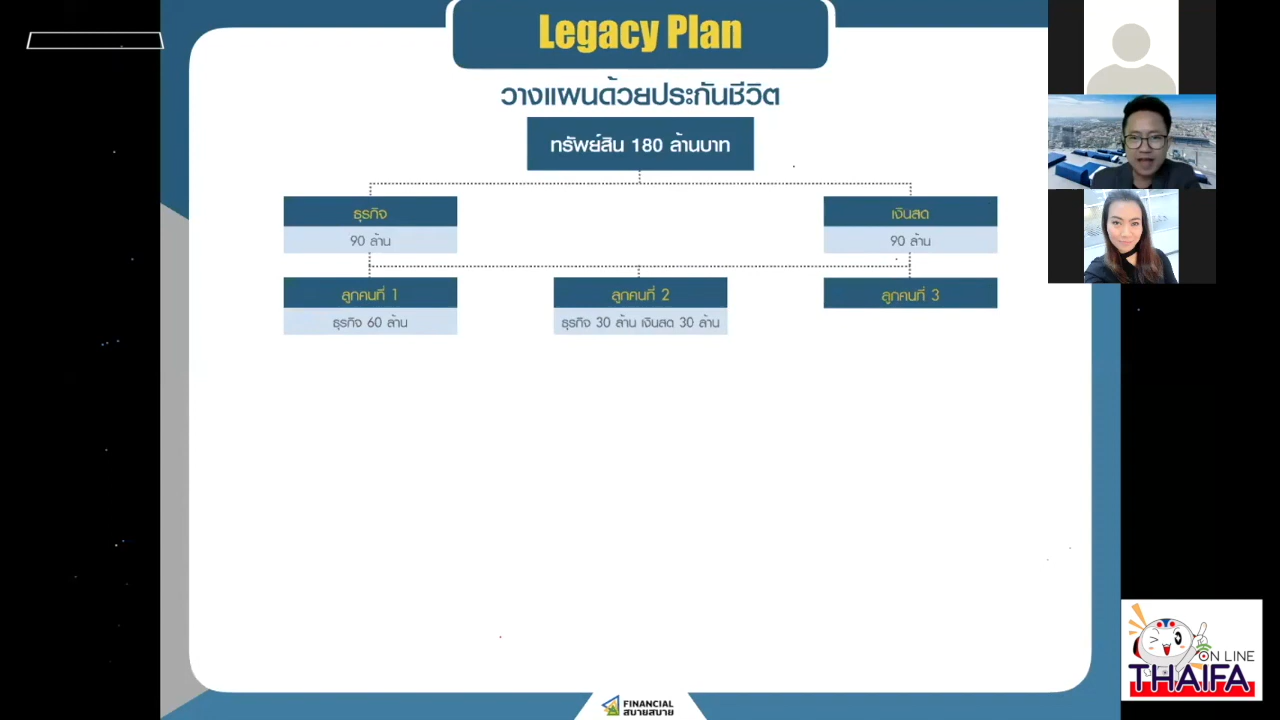 Legacy Plan
วางแผนด้วยประกันชีวิต
ทรัพย์สิน 180 ล้านบาท
ธุรกิจ
เงินสด
90 ล้าน
90 ล้าน
ลูกคนที่ 1
ลูกคนที่ 2
ลูกคนที่ 3
ธุรกิจ 60 ล้าน
ธุรกิจ 30 ล้าน เงินสด 30 ล้าน
ON LINE
THAIFA
FINANCIAL
สบายสบาย